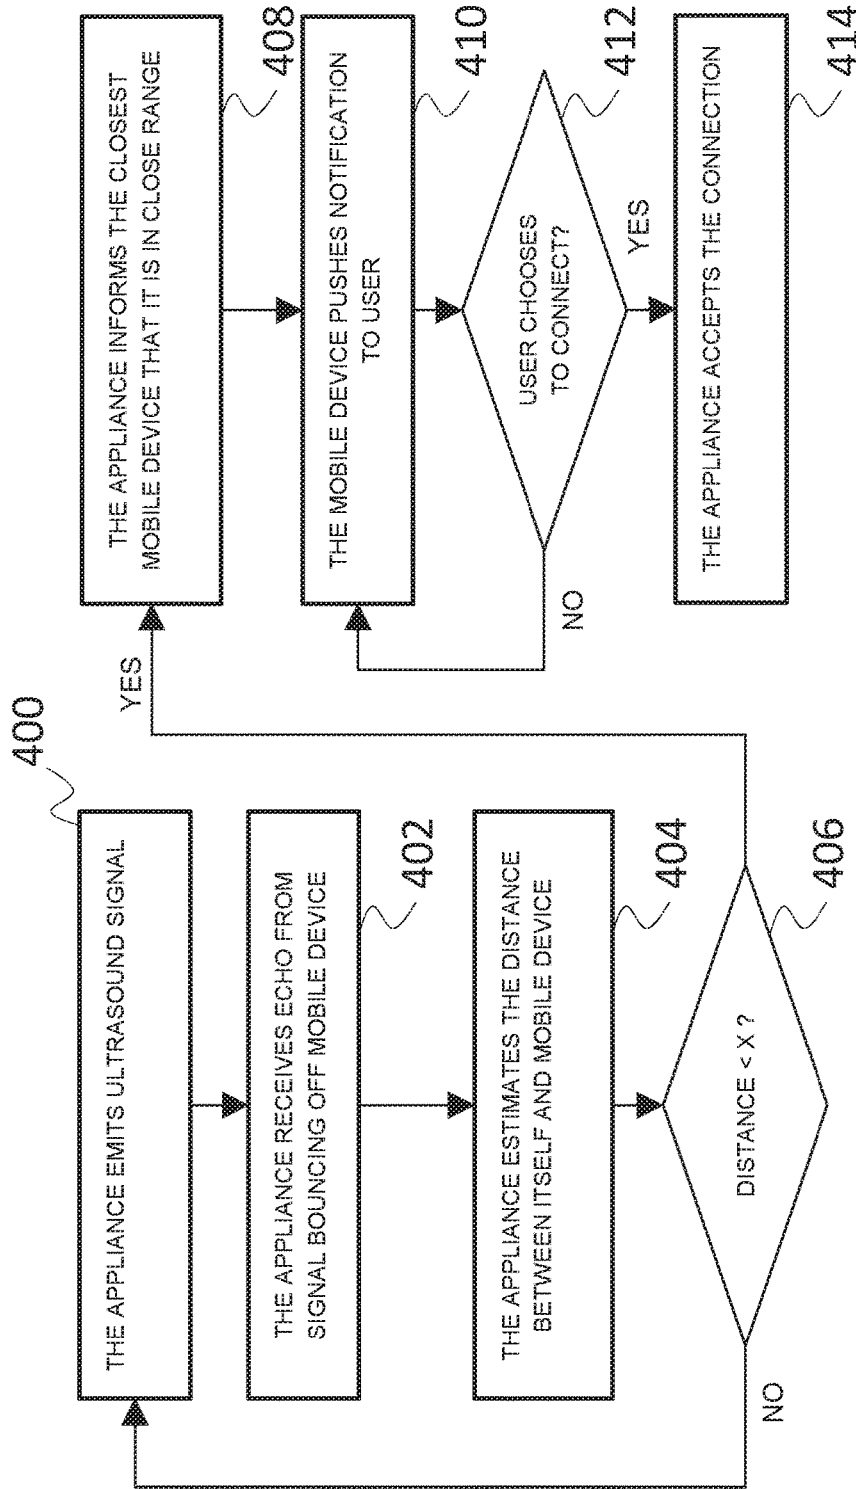 400
THE APPLIANCE EMITS ULTRASOUND SIGNAL
THE APPLIANCE RECEIVES ECHO FROM
SIGNAL BOUNCING OFF MOBILE DEVICE
402
THE APPLIANCE ESTIMATES THE DISTANCE
BETWEEN ITSELF AND MOBILE DEVICE
404
DISTANCE < X ?
406
NO
YES
THE APPLIANCE INFORMS THE CLOSEST
MOBILE DEVICE THAT IT IS IN CLOSE RANGE
408
THE MOBILE DEVICE PUSHES NOTIFICATION
TO USER
410
USER CHOOSES
TO CONNECT?
412
NO
YES
THE APPLIANCE ACCEPTS THE CONNECTION
414